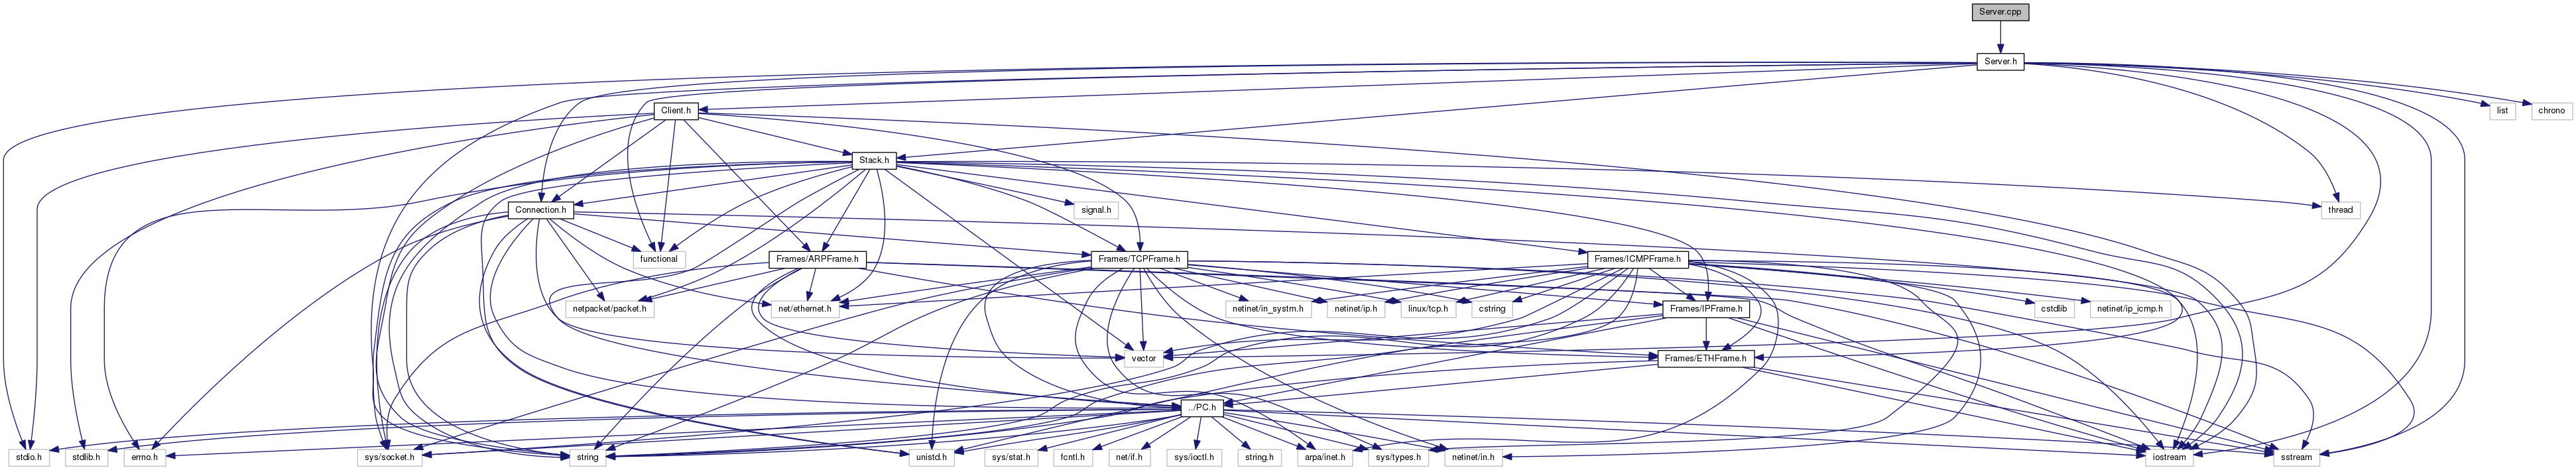 Server.cpp
Server.h
Client.h
list
chrono
Stack.h
Connection.h
signal.h
thread
functional
Frames/ARPFrame.h
Frames/TCPFrame.h
Frames/ICMPFrame.h
netpacket/packet.h
net/ethernet.h
netinet/in_systm.h
netinet/ip.h
linux/tcp.h
cstring
Frames/IPFrame.h
cstdlib
netinet/ip_icmp.h
vector
Frames/ETHFrame.h
../PC.h
stdio.h
stdlib.h
errno.h
sys/socket.h
string
unistd.h
sys/stat.h
fcntl.h
net/if.h
sys/ioctl.h
string.h
arpa/inet.h
sys/types.h
netinet/in.h
iostream
sstream